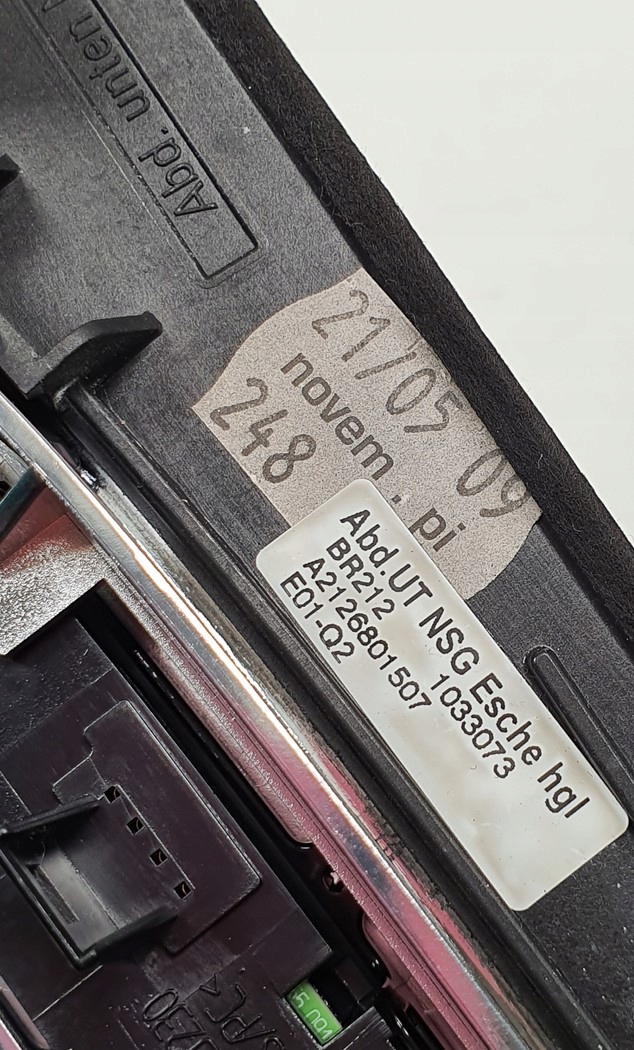 Abd. unten
21/05 09
novem. pi
248
Abd.UT NSG Esche hgl
BR212 1033073
A2126801507
E01-Q2